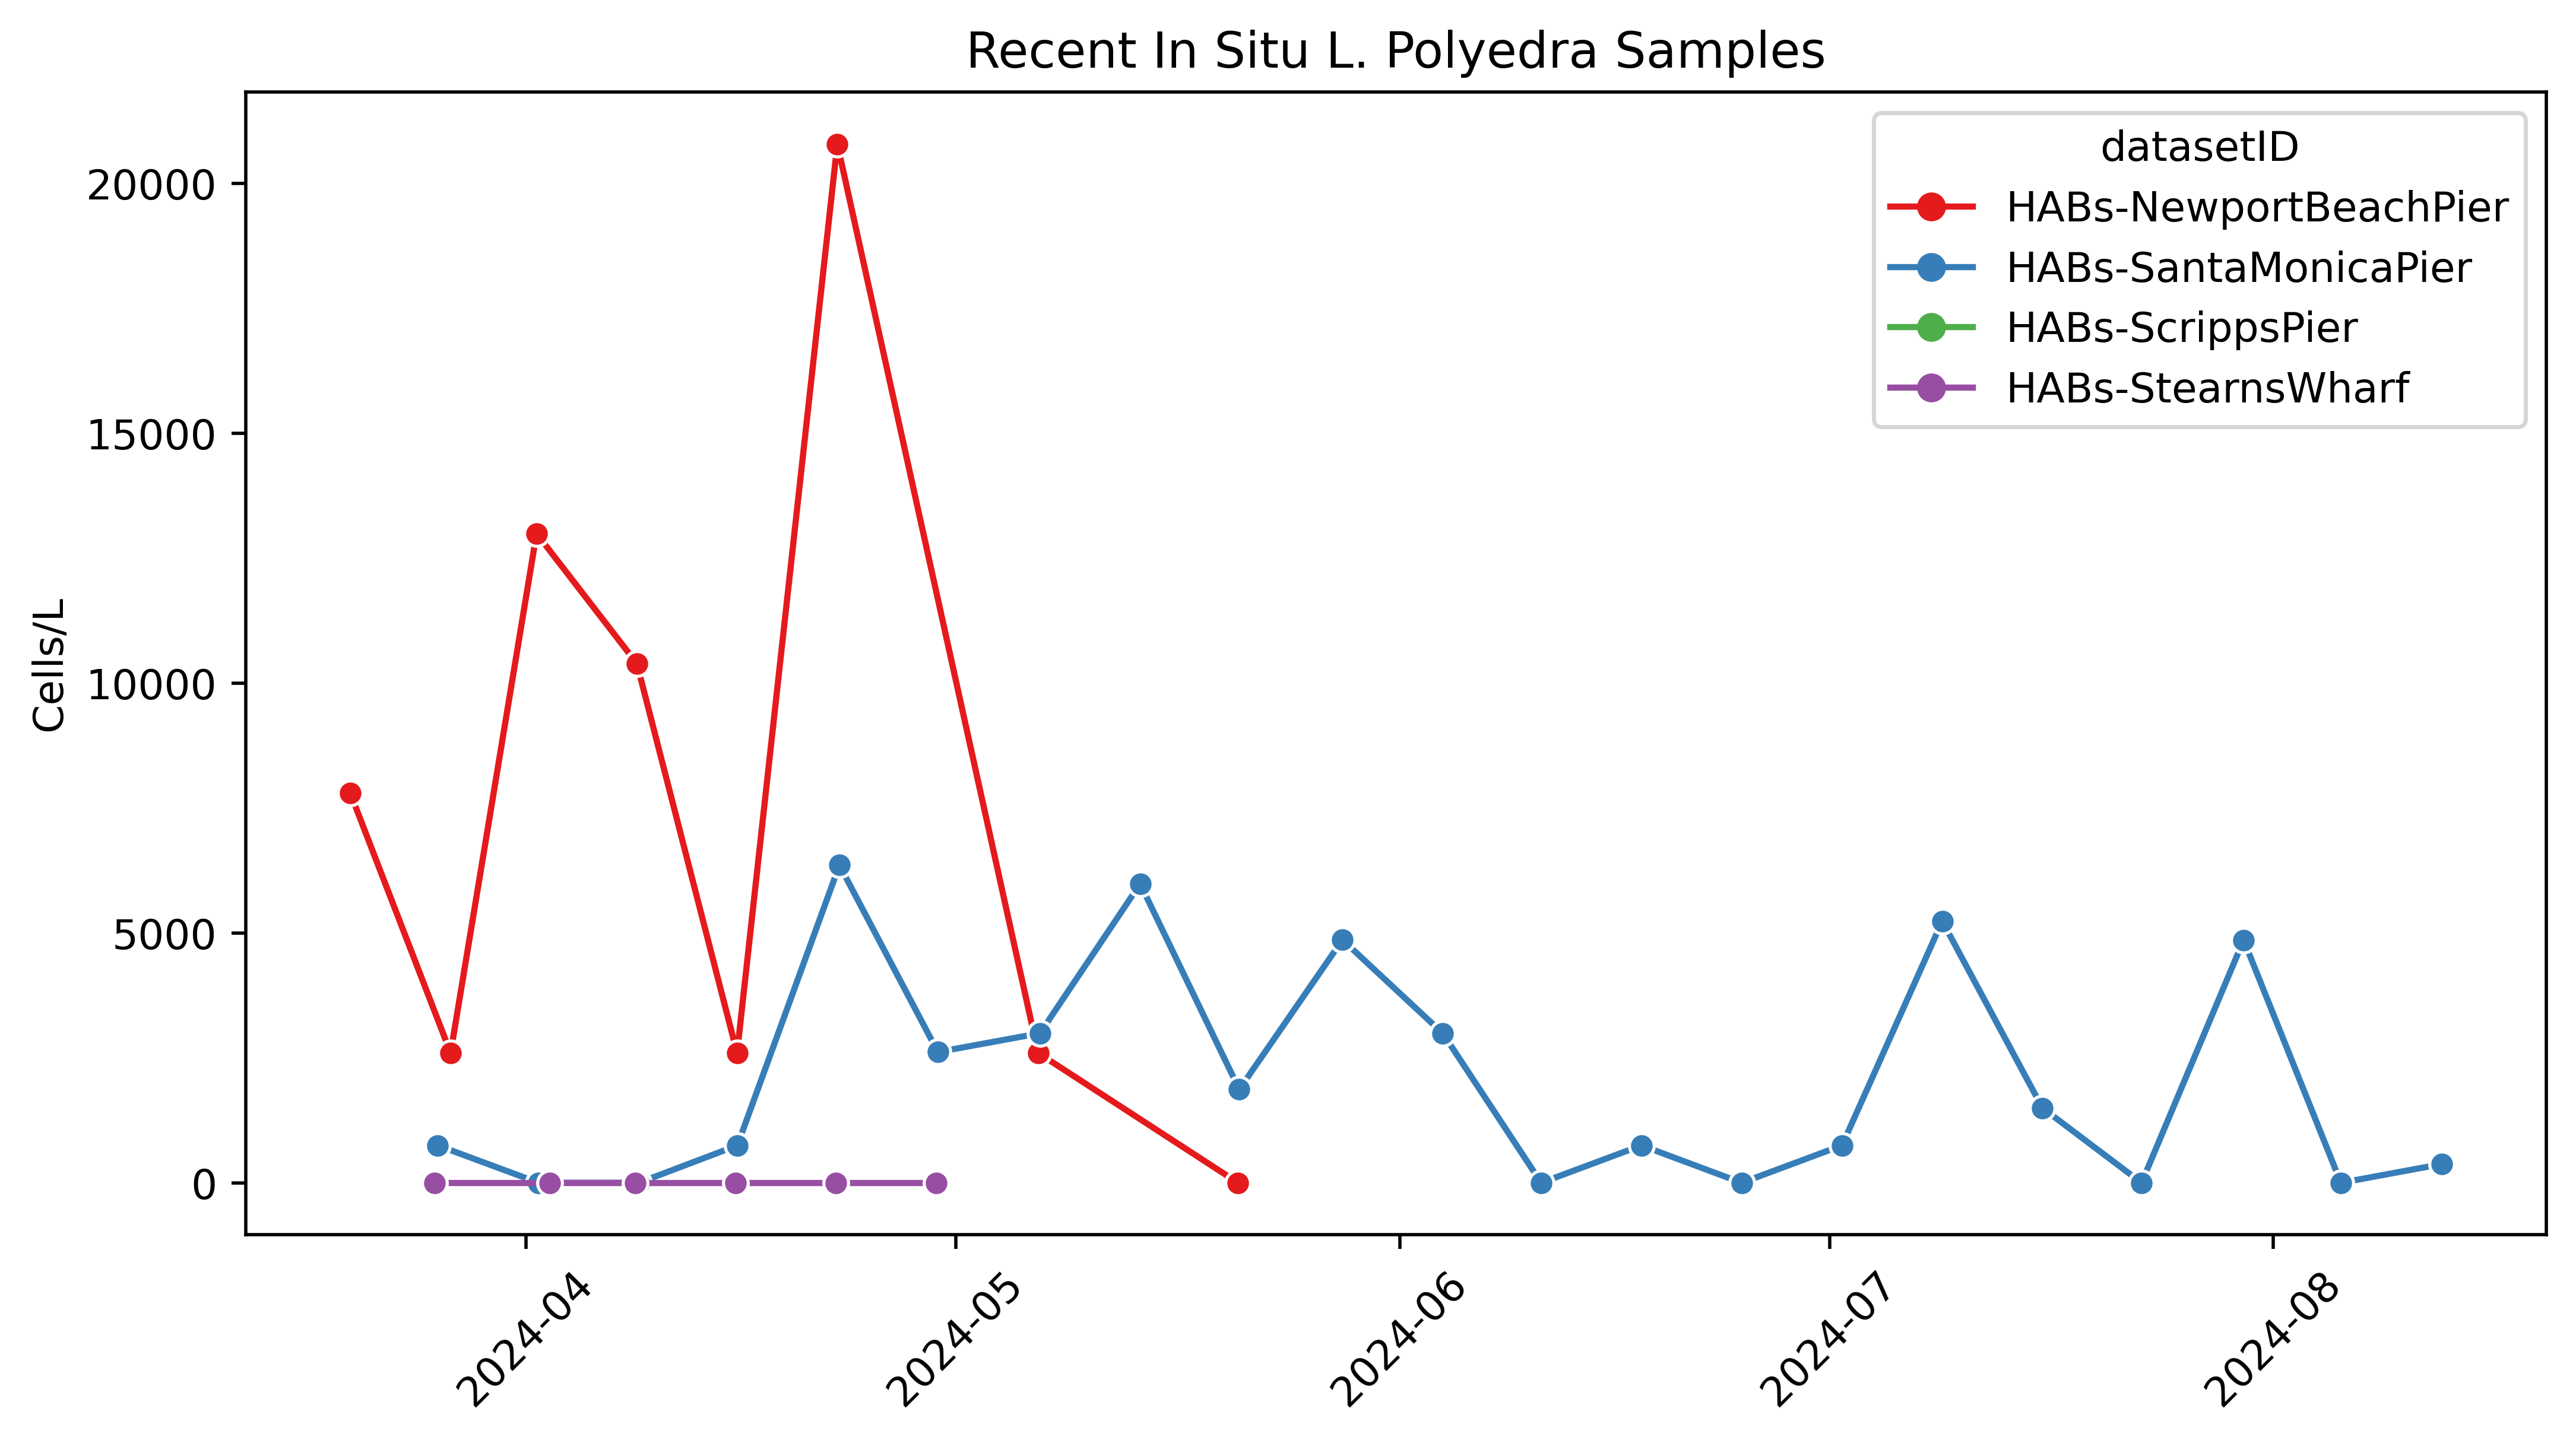 Recent In Situ L. Polyedra Samples
datasetID
HABs-NewportBeachPier
HABs-SantaMonicaPier
HABs-ScrippsPier
HABs-StearnsWharf
Cells/L
20000
15000
10000
5000
0
2024-04
2024-05
2024-06
2024-07
2024-08